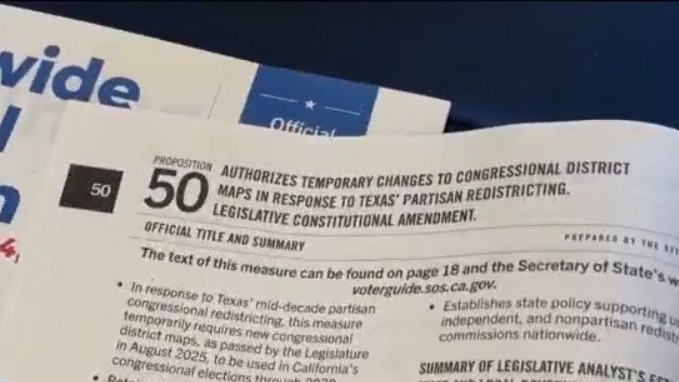 wide
Official
50
PROPOSITION
50
AUTHORIZES TEMPORARY CHANGES TO CONGRESSIONAL DISTRICT
MAPS IN RESPONSE TO TEXAS' PARTISAN REDISTRICTING.
LEGISLATIVE CONSTITUTIONAL AMENDMENT.
OFFICIAL TITLE AND SUMMARY
PREPARED BY THE
The text of this measure can be found on page 18 and the Secretary of State's
voterguide.sos.ca.gov.
• In response to Texas' mid-decade partisan
congressional redistricting, this measure
temporarily requires new congressional
district maps, as passed by the Legislature
in August 2025, to be used in California's
congressional elections through
• Establishes state policy supporting
independent, and nonpartisan
commissions nationwide.
SUMMARY OF LEGISLATIVE ANALYST'S